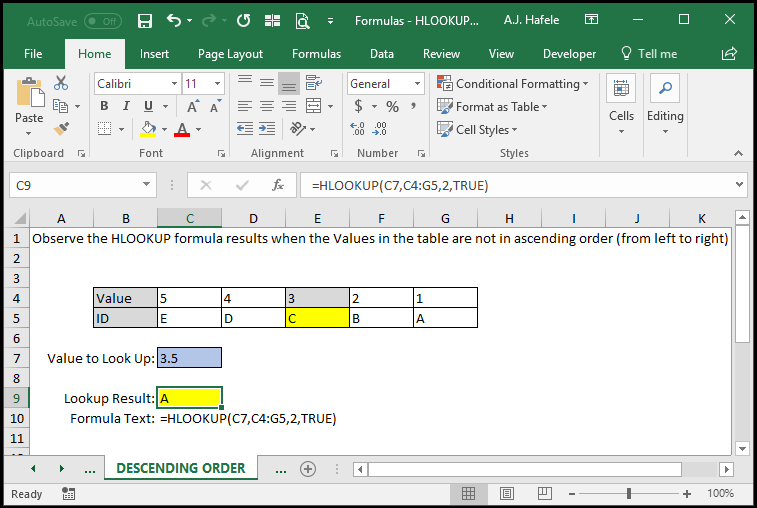 AutoSave Off Formulas - HLOOKUP... A.J. Hafele
File Home Insert Page Layout Formulas Data Review View Developer Tell me
Calibri 11 General Conditional Formatting
Paste B I U A A $ % , Format as Table Cells Editing
A .00 .0 Cell Styles
Clipboard Font Alignment Number Styles
C9 fx =HLOOKUP(C7,C4:G5,2,TRUE)
A B C D E F G H I J K
1 Observe the HLOOKUP formula results when the Values in the table are not in ascending order (from left to right)
2
3
4 Value 5 4 3 2 1
5 ID E D C B A
6
7 Value to Look Up: 3.5
8
9 Lookup Result: A
10 Formula Text: =HLOOKUP(C7,C4:G5,2,TRUE)
11
... DESCENDING ORDER ...
Ready 100%